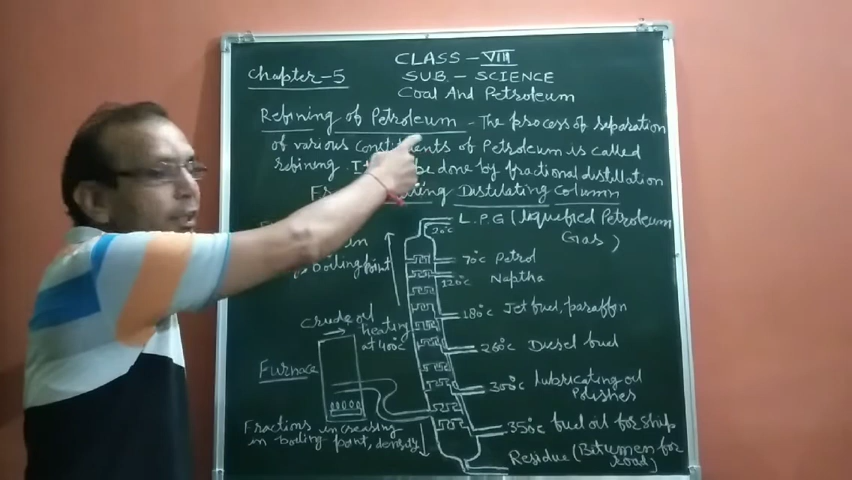 CLASS - VIII
Chapter-5
SUB. - SCIENCE
Coal And Petroleum
Refining of Petroleum - The process of separation
of various constituents of Petroleum is called
refining. It be done by fractional distillation
Distilating column
L.P.G (liquefied Petroleum
Gas)
20°c
in
Boiling point
70°c Petrol
120°c Naptha
180°c Jet fuel, paraffin
Crude oil
heating
at 400°c
260°c Diesel fuel
Furnace
300°c lubricating oil
Polishes
350°c fuel oil for ship
Fractions increasing
in boiling point, density
Residue (Bitumen for
road)